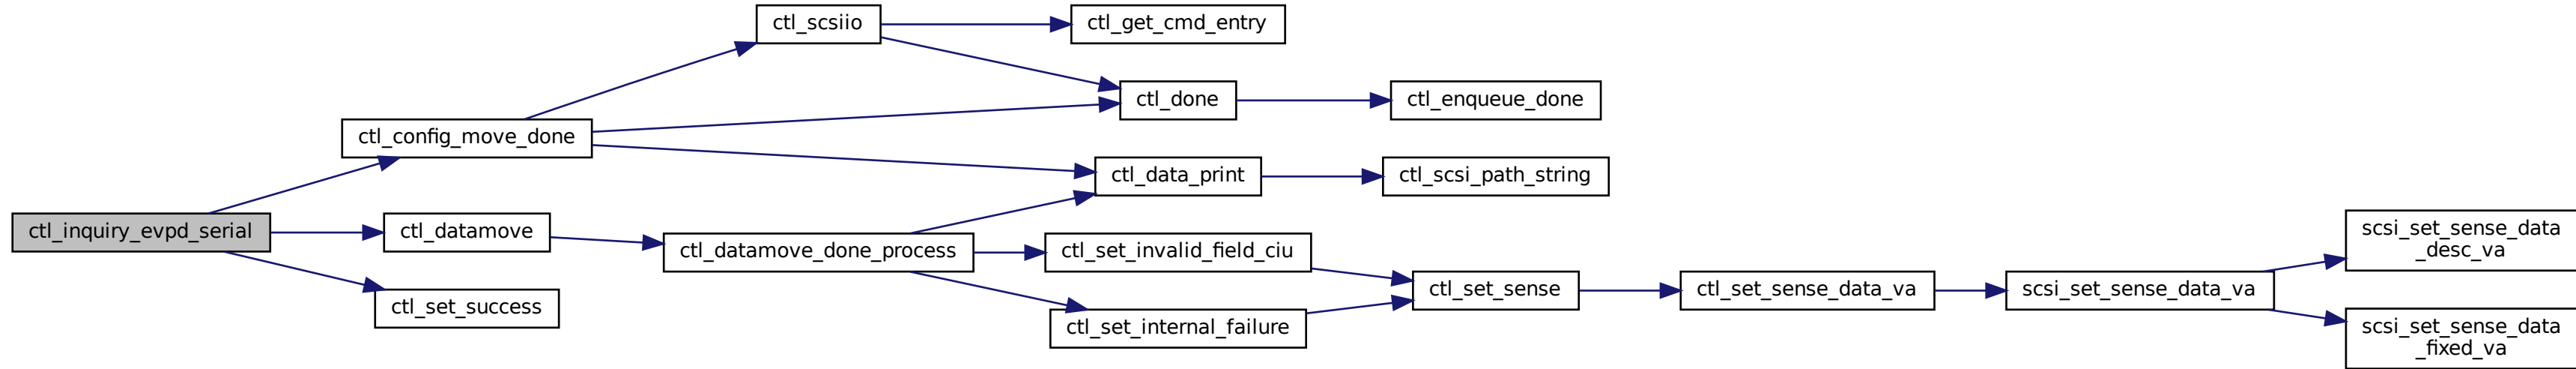 ctl_scsiio
ctl_get_cmd_entry
ctl_done
ctl_enqueue_done
ctl_config_move_done
ctl_data_print
ctl_scsi_path_string
ctl_inquiry_evpd_serial
ctl_datamove
ctl_datamove_done_process
ctl_set_invalid_field_ciu
ctl_set_success
ctl_set_internal_failure
ctl_set_sense
ctl_set_sense_data_va
scsi_set_sense_data_va
scsi_set_sense_data
_desc_va
scsi_set_sense_data
_fixed_va